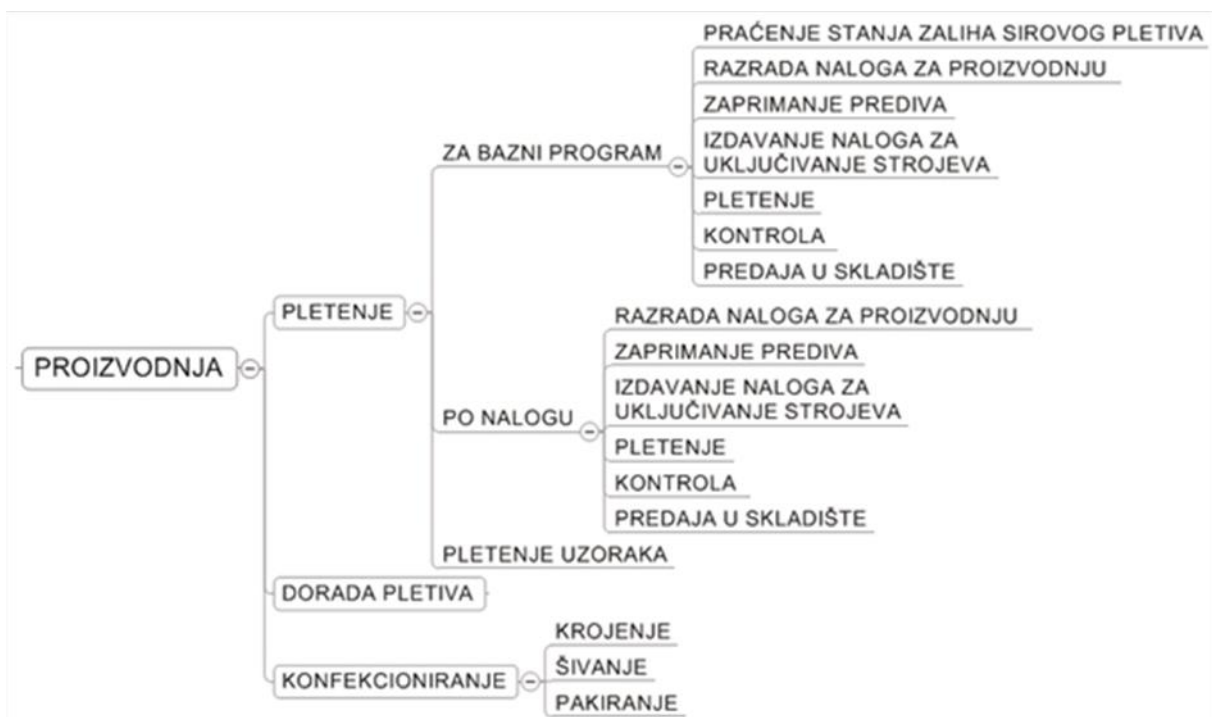 PROIZVODNJA
PLETENJE
ZA BAZNI PROGRAM
PRAĆENJE STANJA ZALIHA SIROVOG PLETIVA
RAZRADA NALOGA ZA PROIZVODNJU
ZAPRIMANJE PREDIVA
IZDAVANJE NALOGA ZA
UKLJUČIVANJE STROJEVA
PLETENJE
KONTROLA
PREDAJA U SKLADIŠTE
PO NALOGU
RAZRADA NALOGA ZA PROIZVODNJU
ZAPRIMANJE PREDIVA
IZDAVANJE NALOGA ZA
UKLJUČIVANJE STROJEVA
PLETENJE
KONTROLA
PREDAJA U SKLADIŠTE
PLETENJE UZORAKA
DORADA PLETIVA
KONFEKCIONIRANJE
KROJENJE
ŠIVANJE
PAKIRANJE